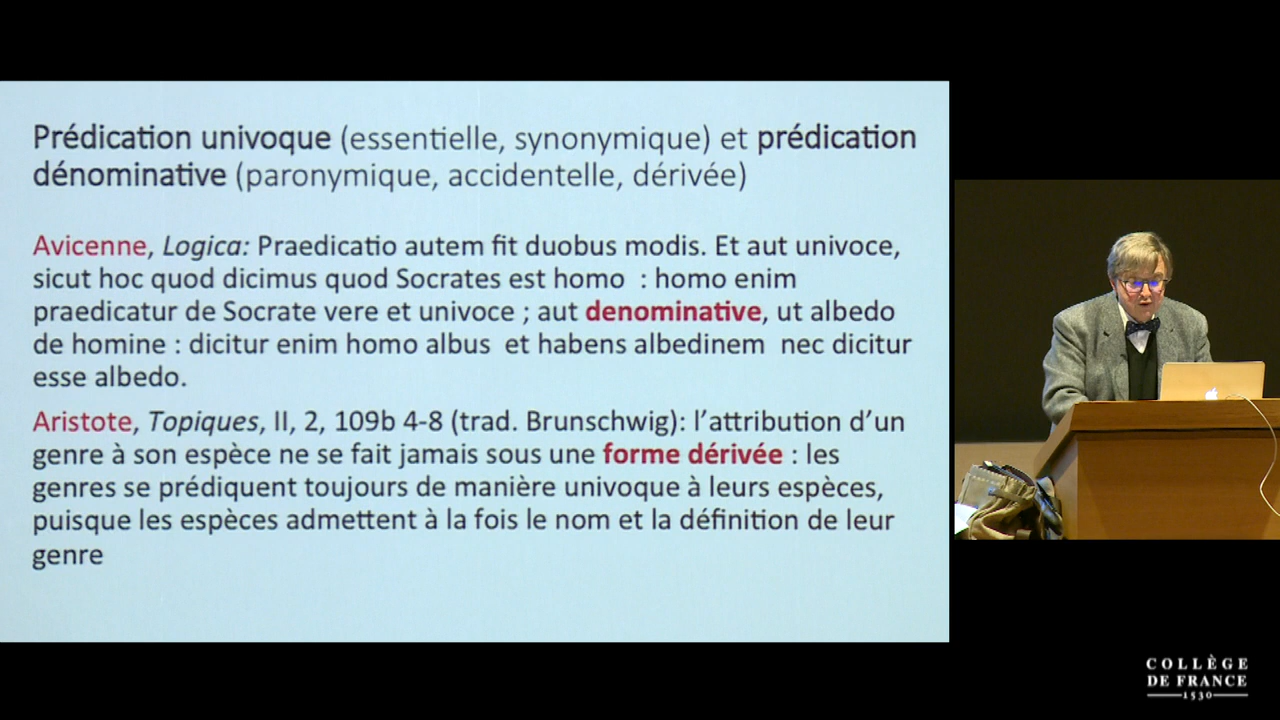 Prédication univoque (essentielle, synonymique) et prédication
dénominative (paronymique, accidentelle, dérivée)
Avicenne, Logica: Praedicatio autem fit duobus modis. Et aut univoce,
sicut hoc quod dicimus quod Socrates est homo : homo enim
praedicatur de Socrate vere et univoce ; aut denominative, ut albedo
de homine : dicitur enim homo albus et habens albedinem nec dicitur
esse albedo.
Aristote, Topiques, II, 2, 109b 4-8 (trad. Brunschwig): l’attribution d’un
genre à son espèce ne se fait jamais sous une forme dérivée : les
genres se prédiquent toujours de manière univoque à leurs espèces,
puisque les espèces admettent à la fois le nom et la définition de leur
genre
COLLÈGE
DE FRANCE
1530